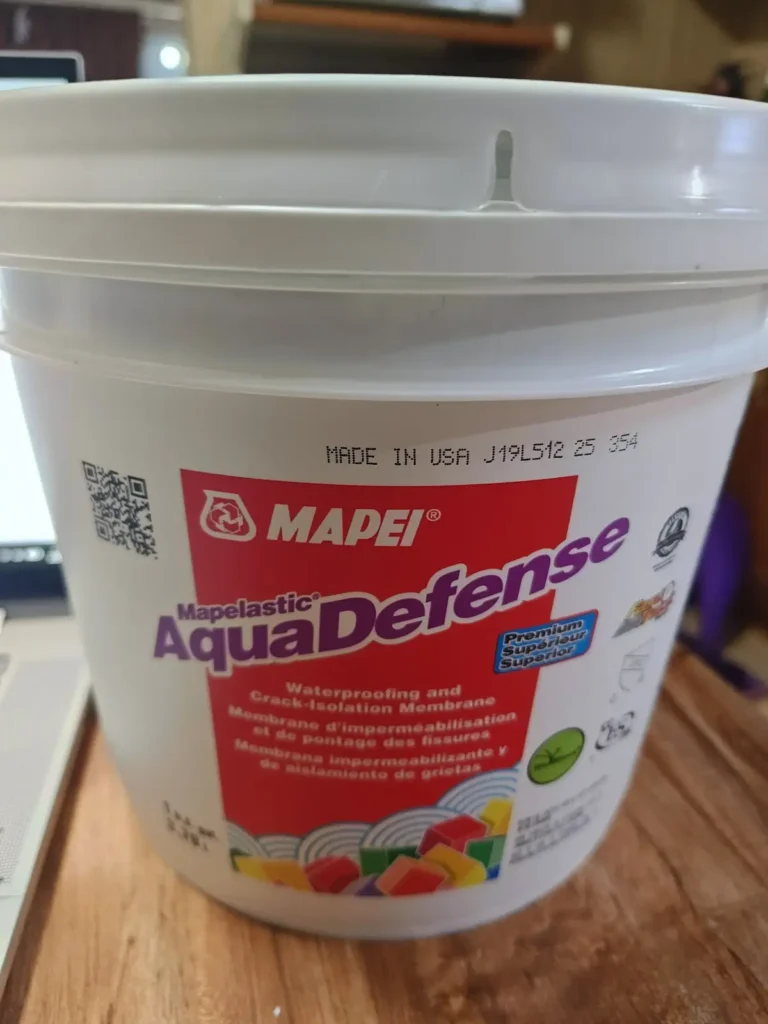 MADE IN USA J19L512 25 354
MAPEI®
Mapelastic®
AquaDefense
Premium
Supérieur
Superior
Waterproofing and
Crack-Isolation Membrane
Membrane d'imperméabilisation
et de pontage des fissures
Membrana impermeabilizante y
de aislamiento de grietas